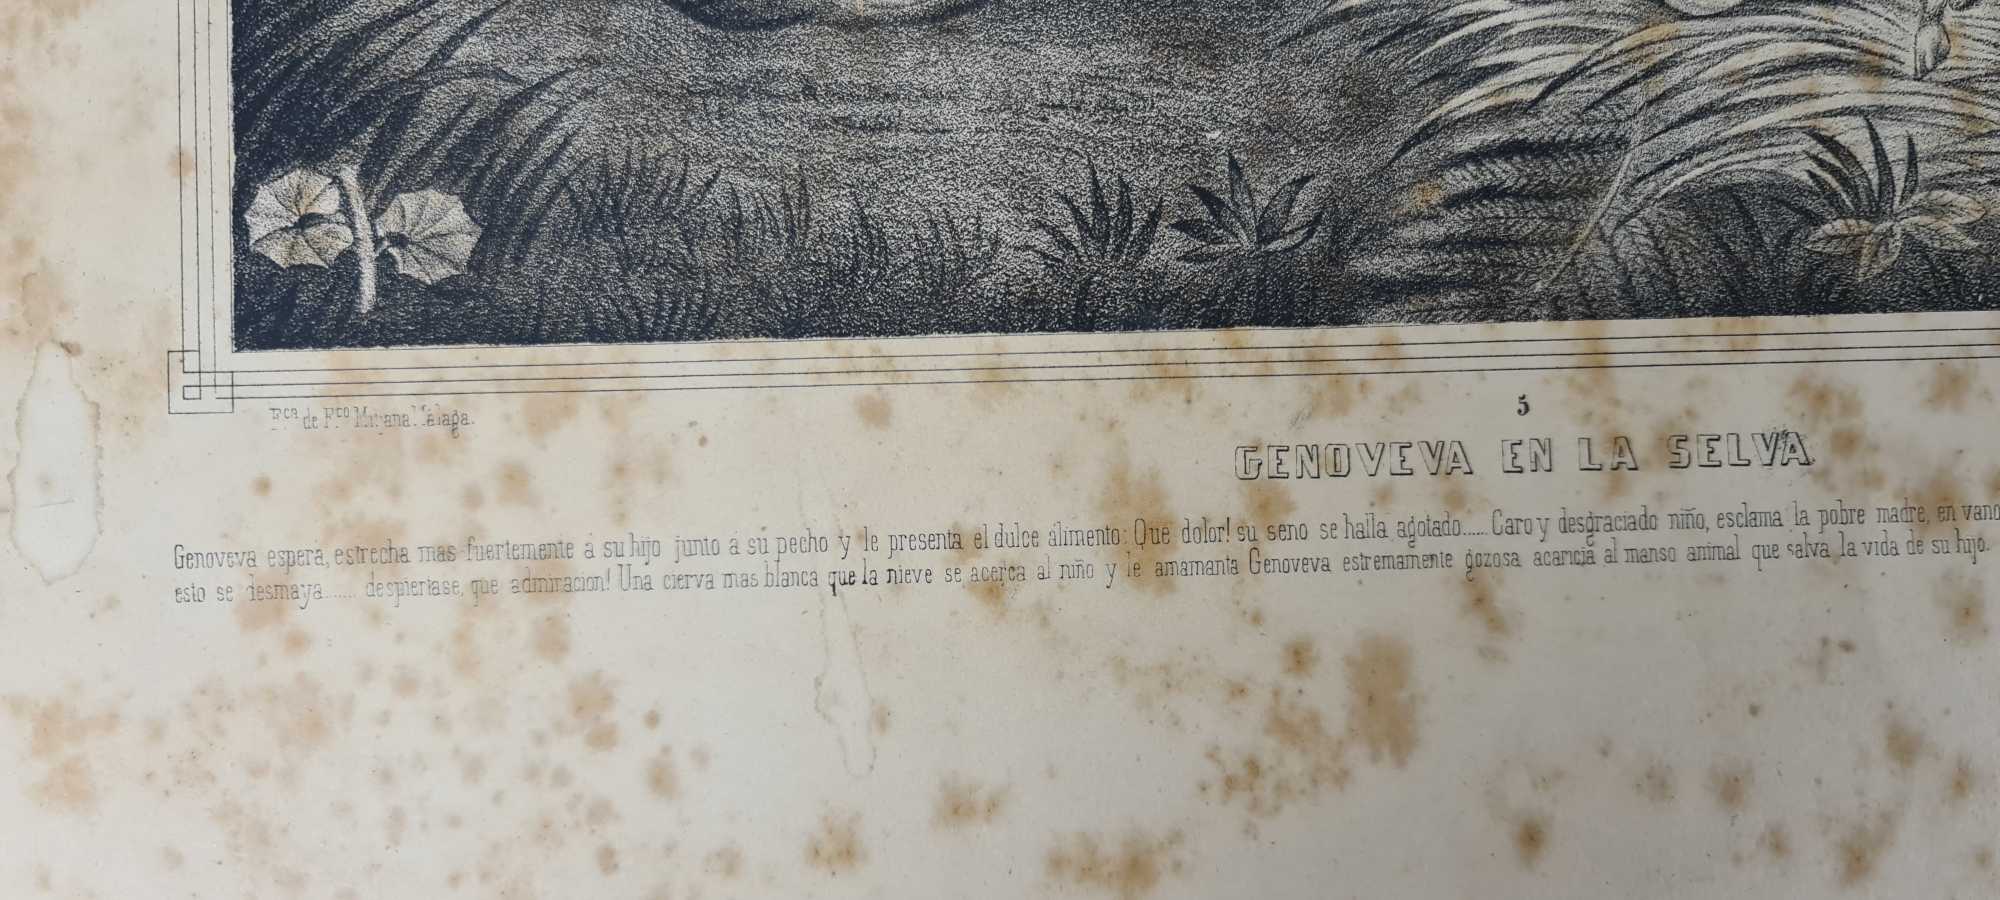 Fca de Fco Mitjana Málaga.
5
GENOVEVA EN LA SELVA
Genoveva espera, estrecha mas fuertemente á su hijo junto á su pecho y le presenta el dulce álimento: Que dolor! su seno se halla agotado...... Caro y desgraciado niño, esclama la pobre madre, en vano
esto se desmaya...... despiertase, que admiracion! Una cierva mas blanca que la nieve se acerca al niño y le amamanta Genoveva estremamente gozosa acaricia al manso animal que salva la vida de su hijo.